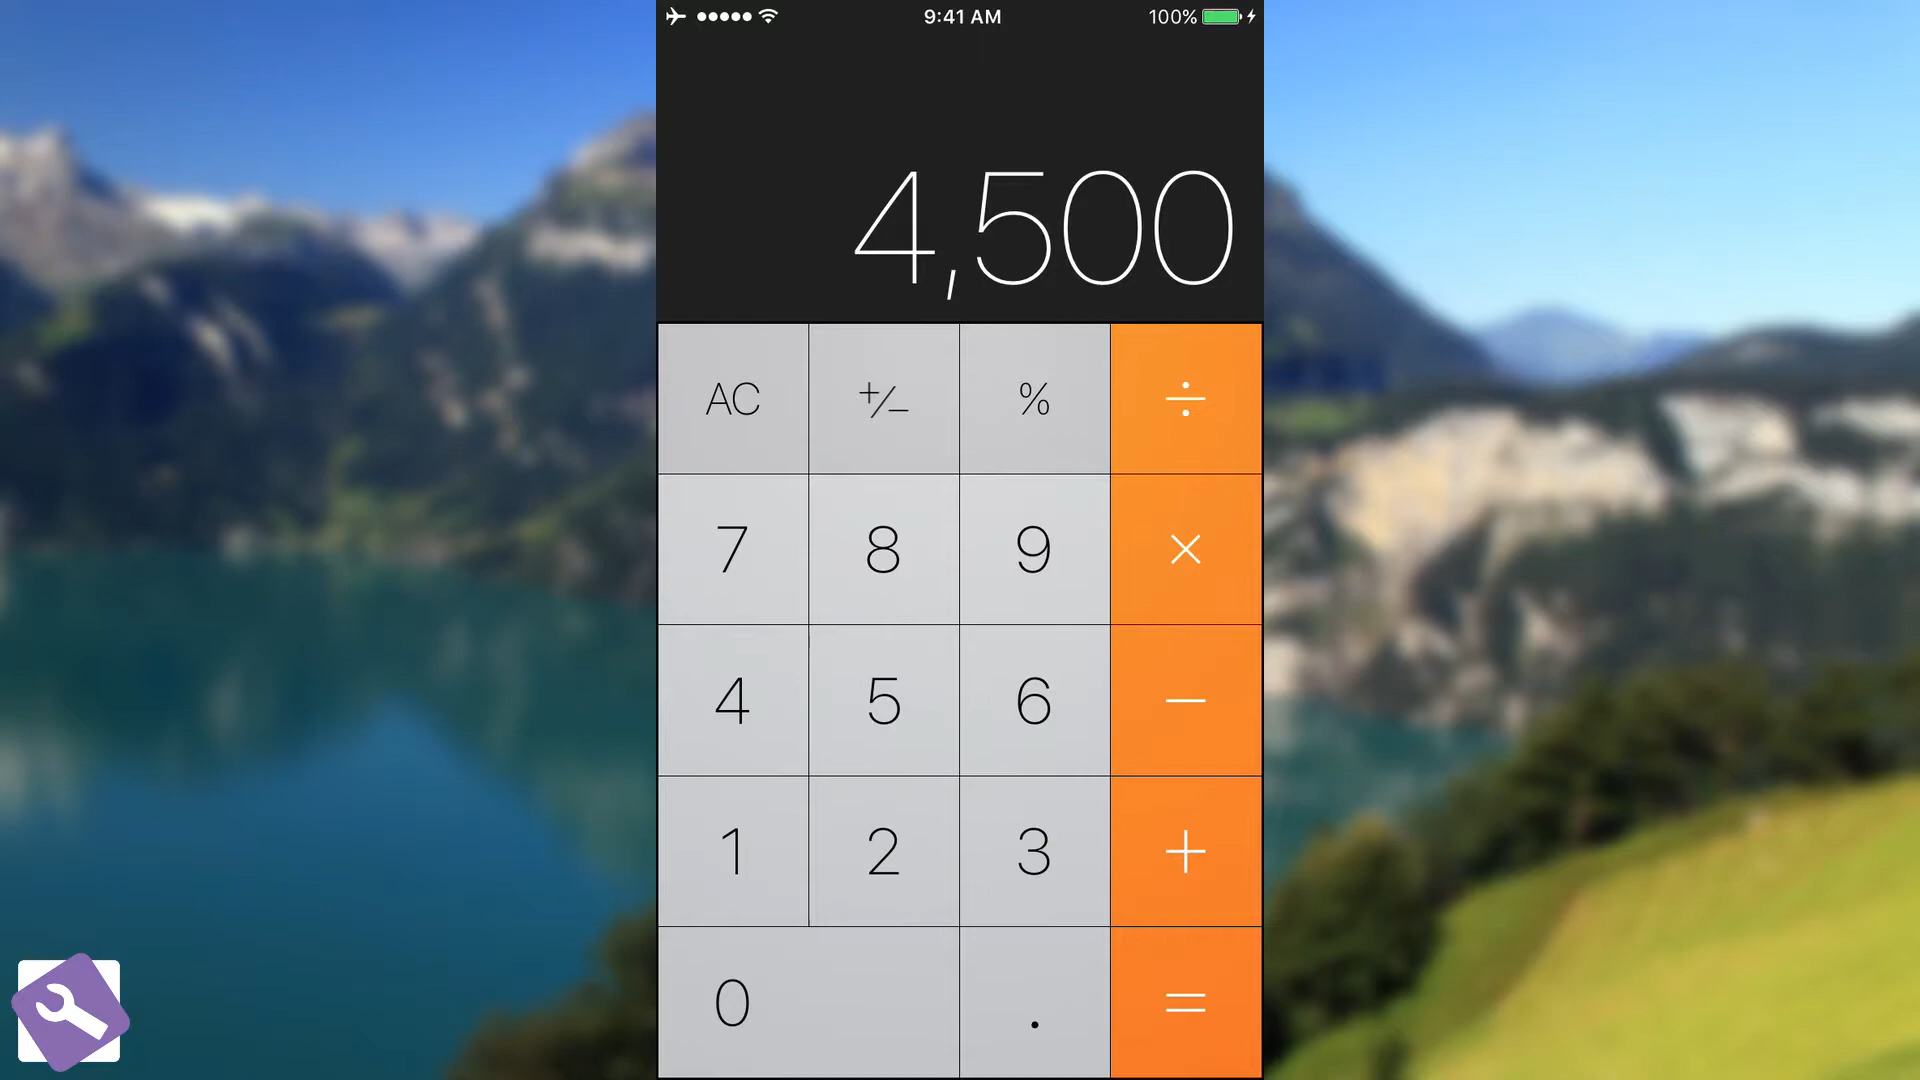 9:41 AM 100%
4,500
AC +/− % ÷
7 8 9 ×
4 5 6 −
1 2 3 +
0 . =